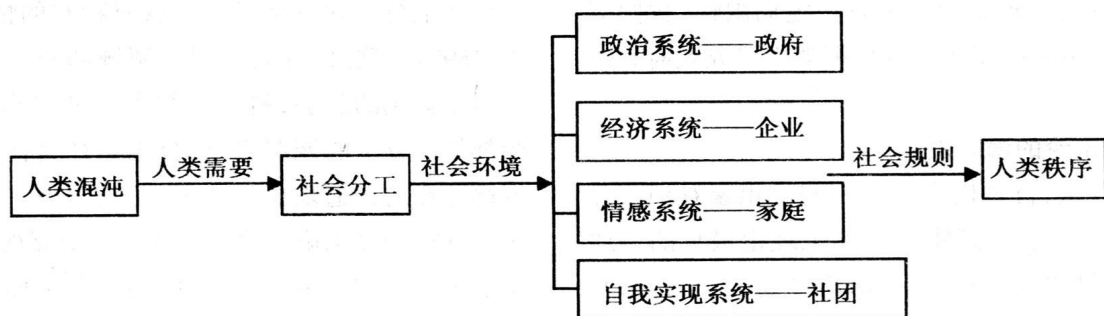 人类混沌
人类需要
社会分工
社会环境
政治系统——政府
经济系统——企业
情感系统——家庭
自我实现系统——社团
社会规则
人类秩序